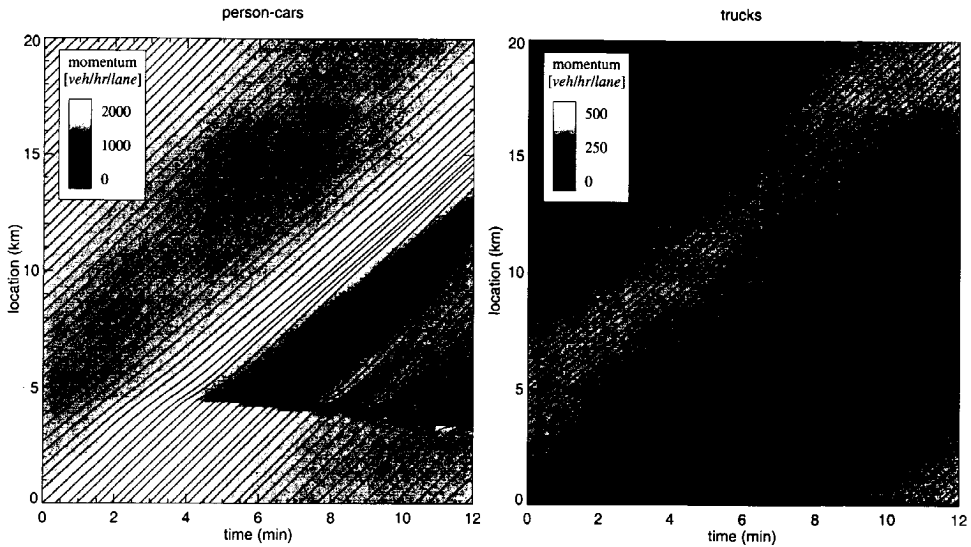 person-cars
20
15
10
5
0
location (km)
momentum
[veh/hr/lane]
2000
1000
0
0 2 4 6 8 10 12
time (min)
trucks
20
15
10
5
0
location (km)
momentum
[veh/hr/lane]
500
250
0
0 2 4 6 8 10 12
time (min)